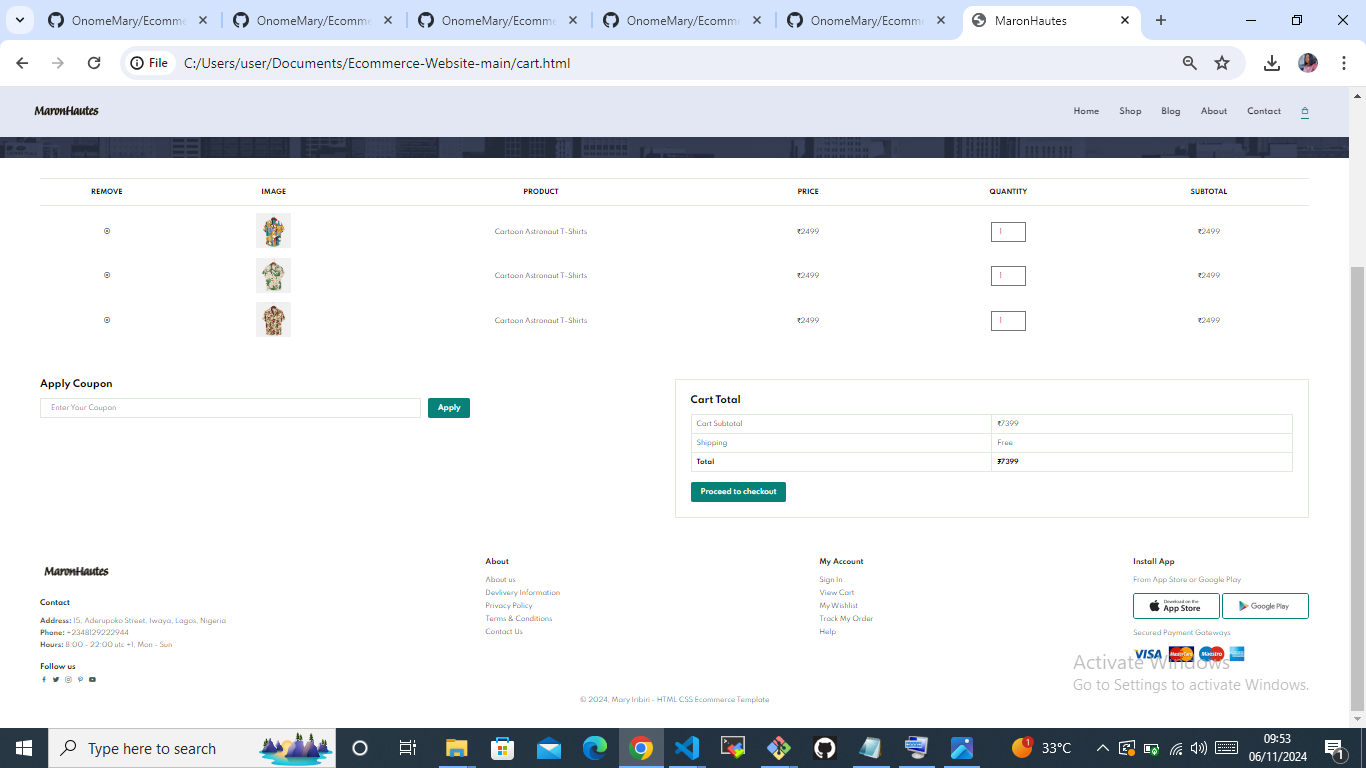 OnomeMary/Ecomme
OnomeMary/Ecomme
OnomeMary/Ecomme
OnomeMary/Ecomme
OnomeMary/Ecomme
MaronHautes
File
C:/Users/user/Documents/Ecommerce-Website-main/cart.html
MaronHautes
Home Shop Blog About Contact
REMOVE IMAGE PRODUCT PRICE QUANTITY SUBTOTAL
Cartoon Astronaut T-Shirts ₹2499 1 ₹2499
Cartoon Astronaut T-Shirts ₹2499 1 ₹2499
Cartoon Astronaut T-Shirts ₹2499 1 ₹2499
Apply Coupon
Enter Your Coupon Apply
Cart Total
Cart Subtotal ₹7399
Shipping Free
Total ₹7399
Proceed to checkout
MaronHautes
Contact
Address: 15, Aderupoko Street, Iwaya, Lagos, Nigeria
Phone: +2348129222944
Hours: 8:00 - 22:00 utc +1, Mon - Sun
Follow us
About
About us
Devlivery Information
Privacy Policy
Terms & Conditions
Contact Us
My Account
Sign In
View Cart
My Wishlist
Track My Order
Help
Install App
From App Store or Google Play
Download on the
App Store
Google Play
Secured Payment Gateways
VISA MasterCard Maestro
Activate Windows
Go to Settings to activate Windows.
© 2024, Mary Inbiri - HTML CSS Ecommerce Template
Type here to search
1
33°C
09:53
06/11/2024
1